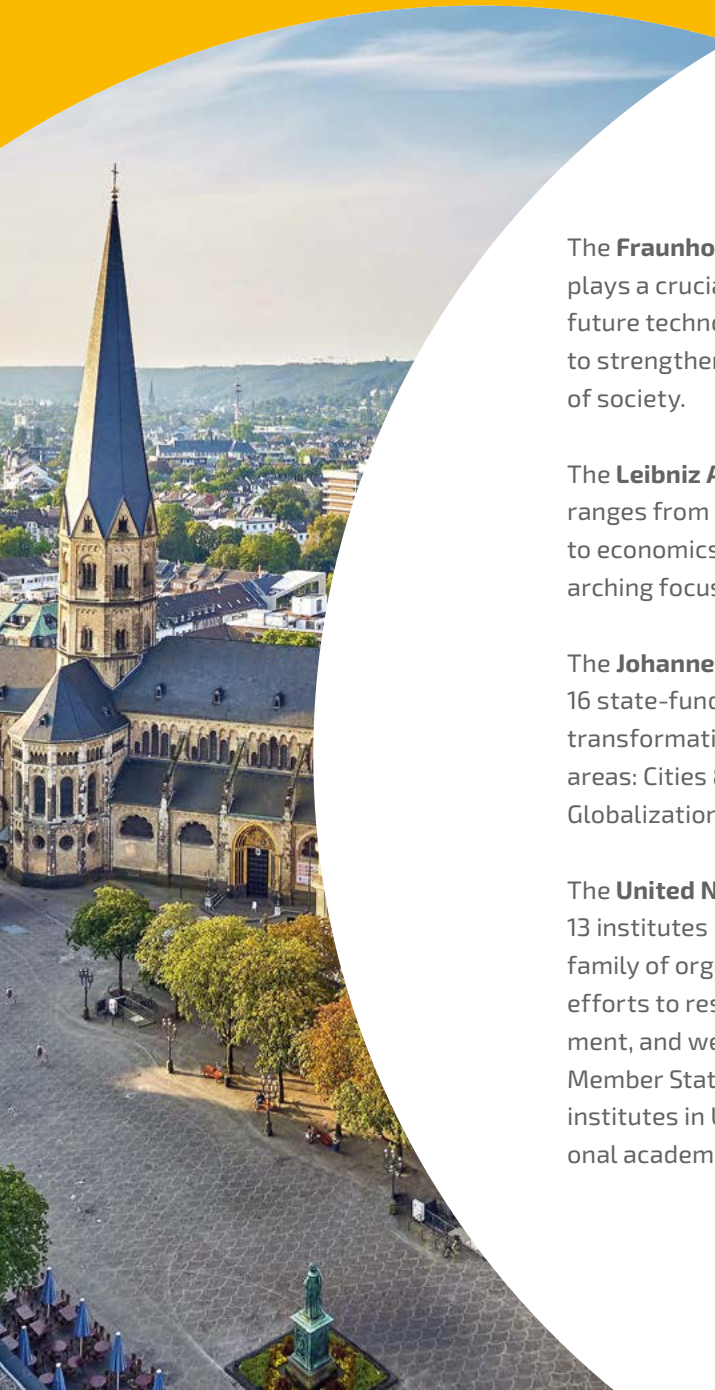 The Fraunho
plays a crucia
future techno
to strengthen
of society.
The Leibniz A
ranges from
to economics
arching focus
The Johanne
16 state-fund
transformati
areas: Cities &
Globalization
The United N
13 institutes
family of org
efforts to res
ment, and we
Member Stat
institutes in U
onal academ